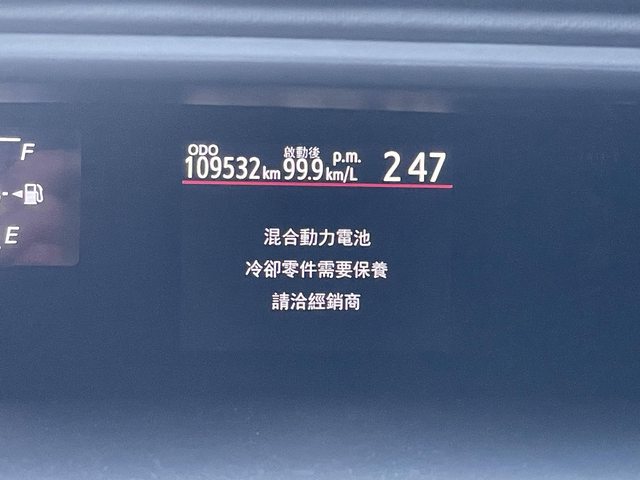 F
E
ODO 啟動後 p.m.
109532 km 99.9 km/L 2 47
混合動力電池
冷卻零件需要保養
請洽經銷商